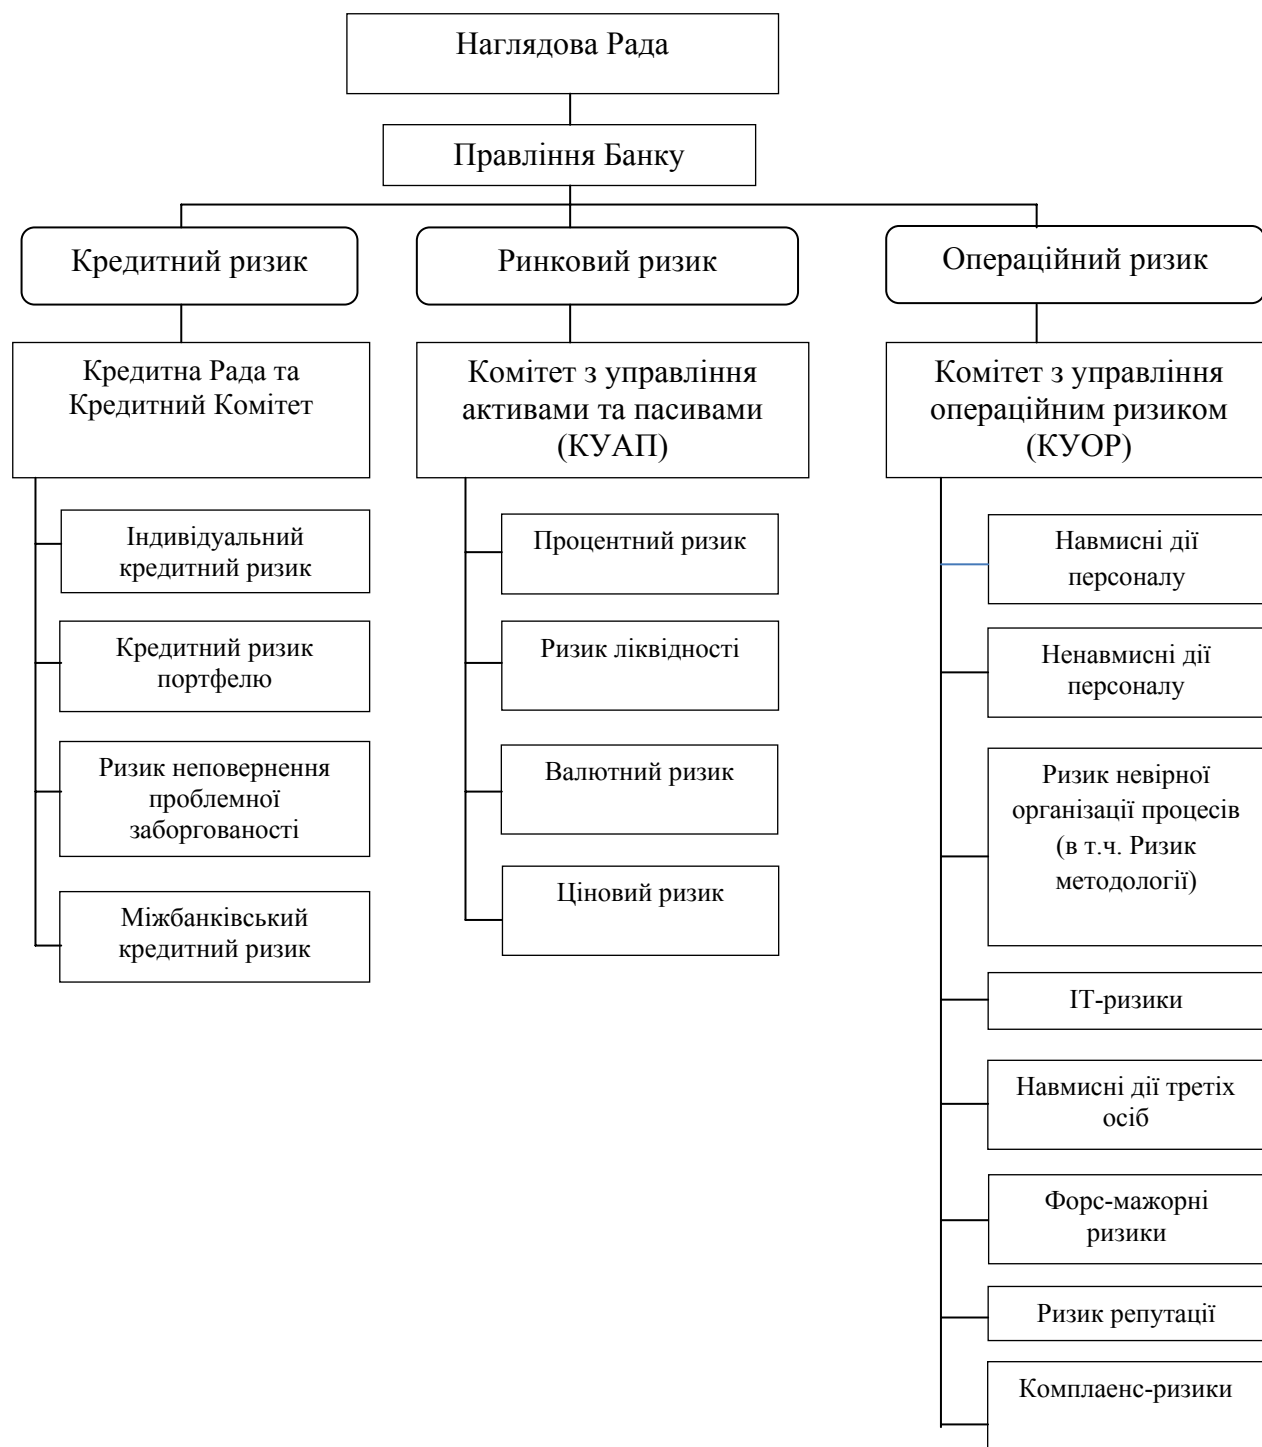 Наглядова Рада
Правління Банку
Кредитний ризик
Ринковий ризик
Операційний ризик
Кредитна Рада та
Кредитний Комітет
Комітет з управління
активами та пасивами
(КУАП)
Комітет з управління
операційним ризиком
(КУОР)
Індивідуальний
кредитний ризик
Кредитний ризик
портфелю
Ризик неповернення
проблемної
заборгованості
Міжбанківський
кредитний ризик
Процентний ризик
Ризик ліквідності
Валютний ризик
Ціновий ризик
Навмисні дії
персоналу
Ненавмисні дії
персоналу
Ризик невірної
організації процесів
(в т.ч. Ризик
методології)
ІТ-ризики
Навмисні дії третіх
осіб
Форс-мажорні
ризики
Ризик репутації
Комплаенс-ризики